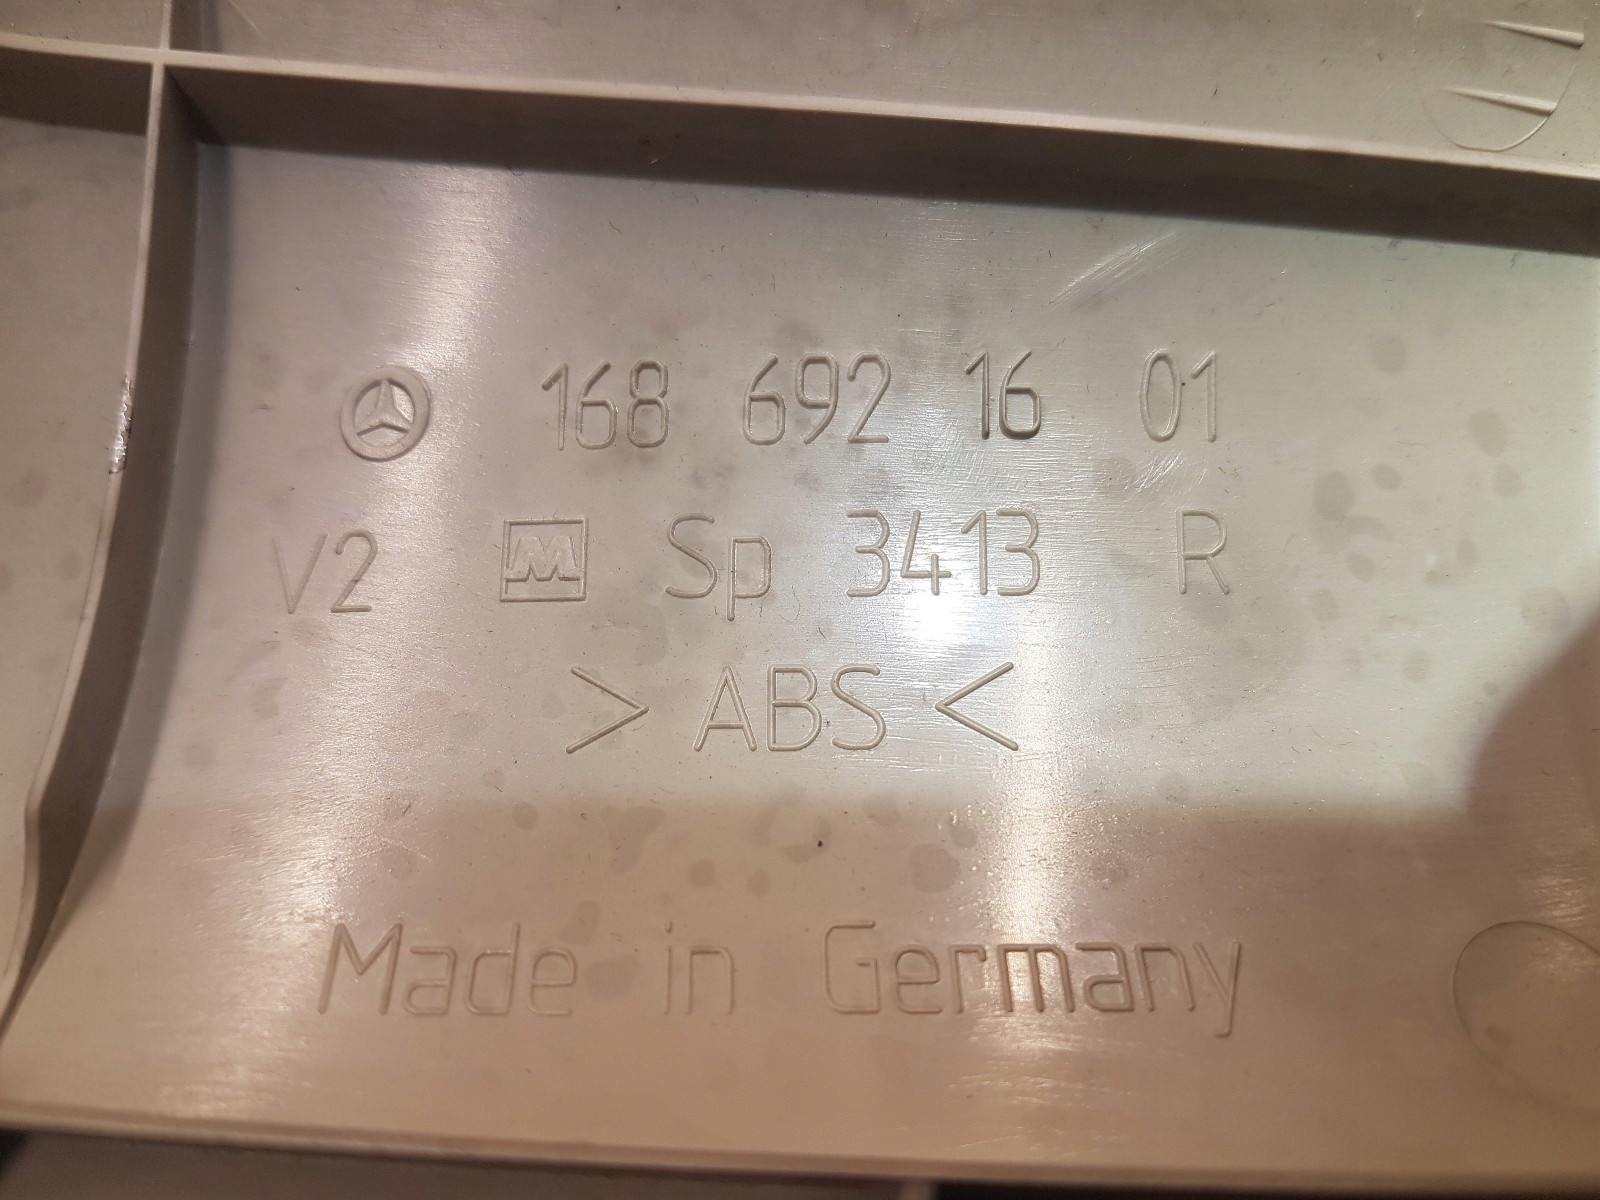 168 692 16 01
V2 M Sp 3413 R
> ABS <
Made in Germany